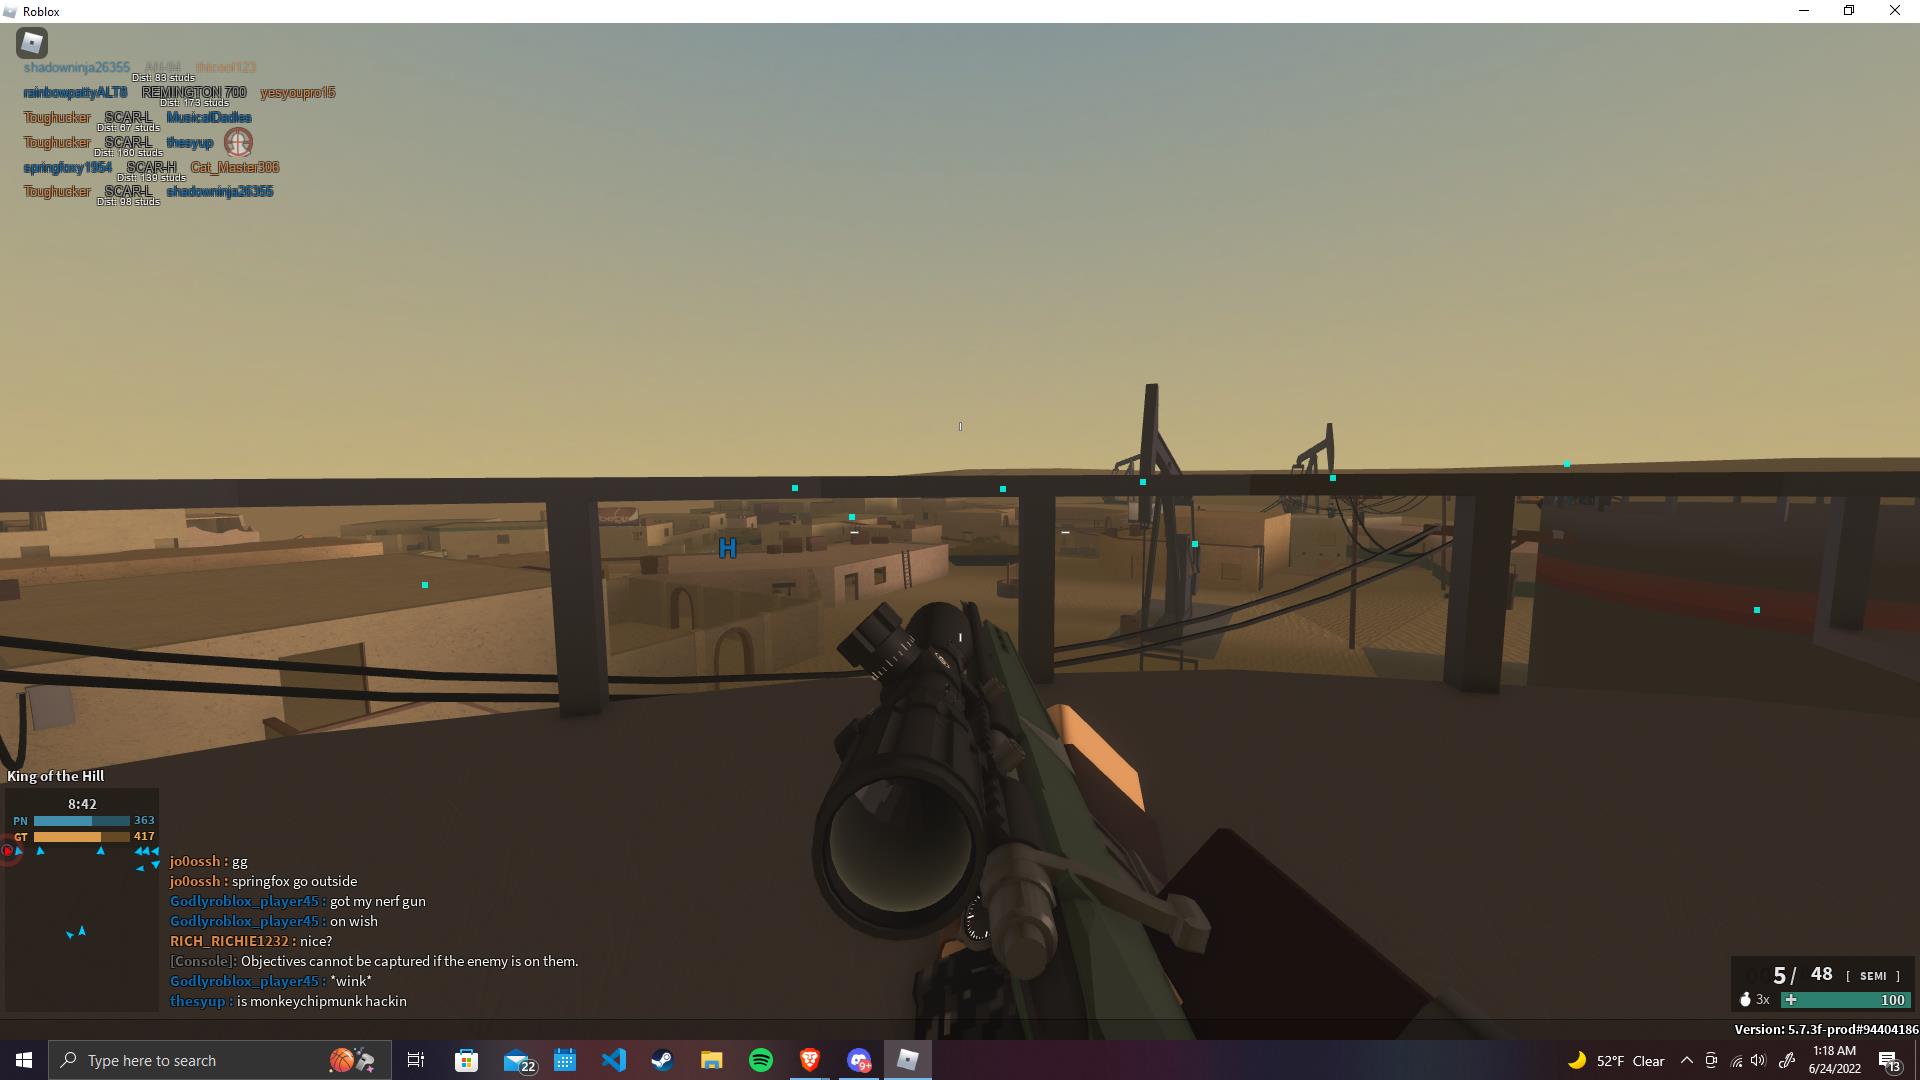 Roblox
shadowninja26355 AN-94 thicool123
Dist: 83 studs
rainbowpattyALT8 REMINGTON 700 yesyoupro15
Dist: 173 studs
Toughucker SCAR-L MusicalDadles
Dist: 67 studs
Toughucker SCAR-L thesyup
Dist: 160 studs
springfoxy1954 SCAR-H Cat_Master306
Dist: 139 studs
Toughucker SCAR-L shadowninja26355
Dist: 98 studs
H
King of the Hill
8:42
PN 363
GT 417
jo0ossh : gg
jo0ossh : springfox go outside
Godlyroblox_player45 : got my nerf gun
Godlyroblox_player45 : on wish
RICH_RICHIE1232 : nice?
[Console]: Objectives cannot be captured if the enemy is on them.
Godlyroblox_player45 : *wink*
thesyup : is monkeychipmunk hackin
5 / 48 [ SEMI ]
3x + 100
Version: 5.7.3f-prod#94404186
Type here to search
22
9+
52°F Clear
1:18 AM
6/24/2022
13